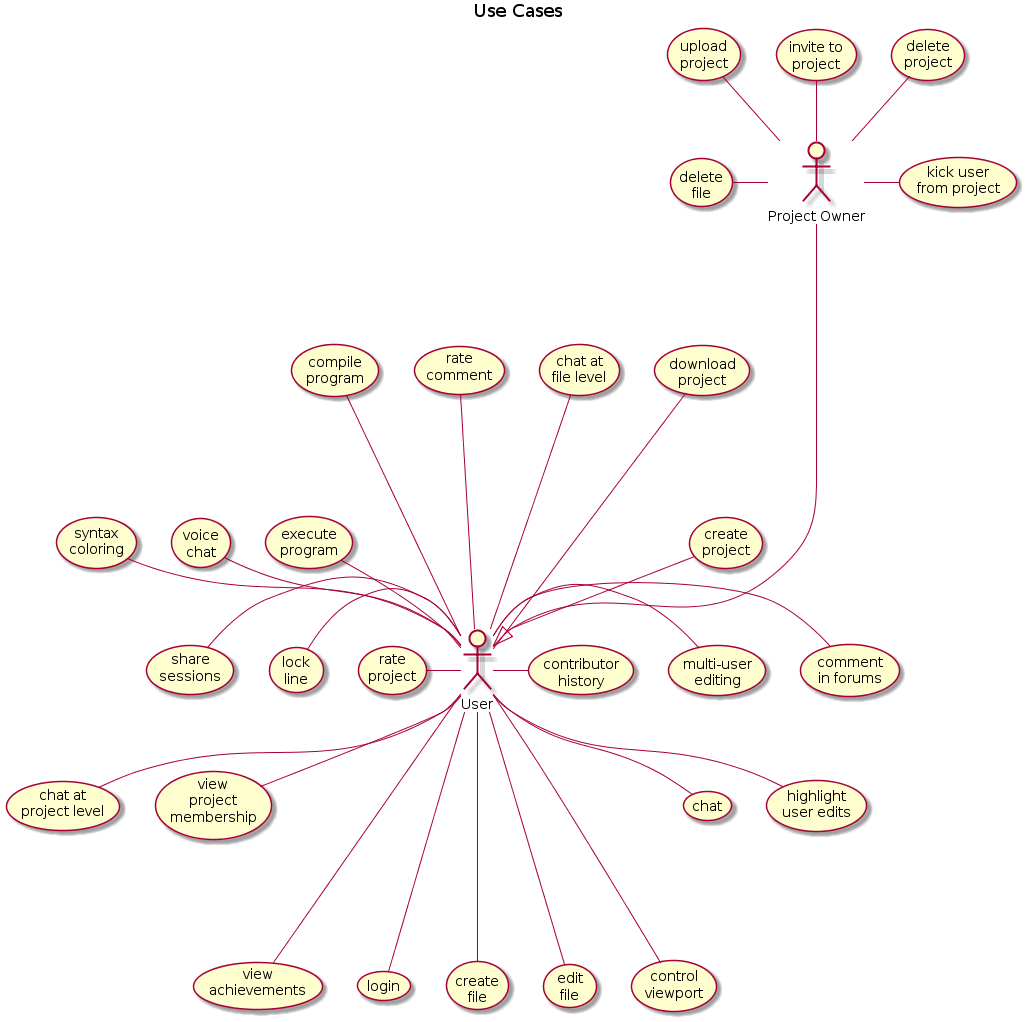 Use Cases
upload
project
invite to
project
delete
project
delete
file
kick user
from project
Project Owner
compile
program
rate
comment
chat at
file level
download
project
syntax
coloring
voice
chat
execute
program
create
project
share
sessions
lock
line
rate
project
contributor
history
multi-user
editing
comment
in forums
User
chat at
project level
view
project
membership
chat
highlight
user edits
view
achievements
login
create
file
edit
file
control
viewport